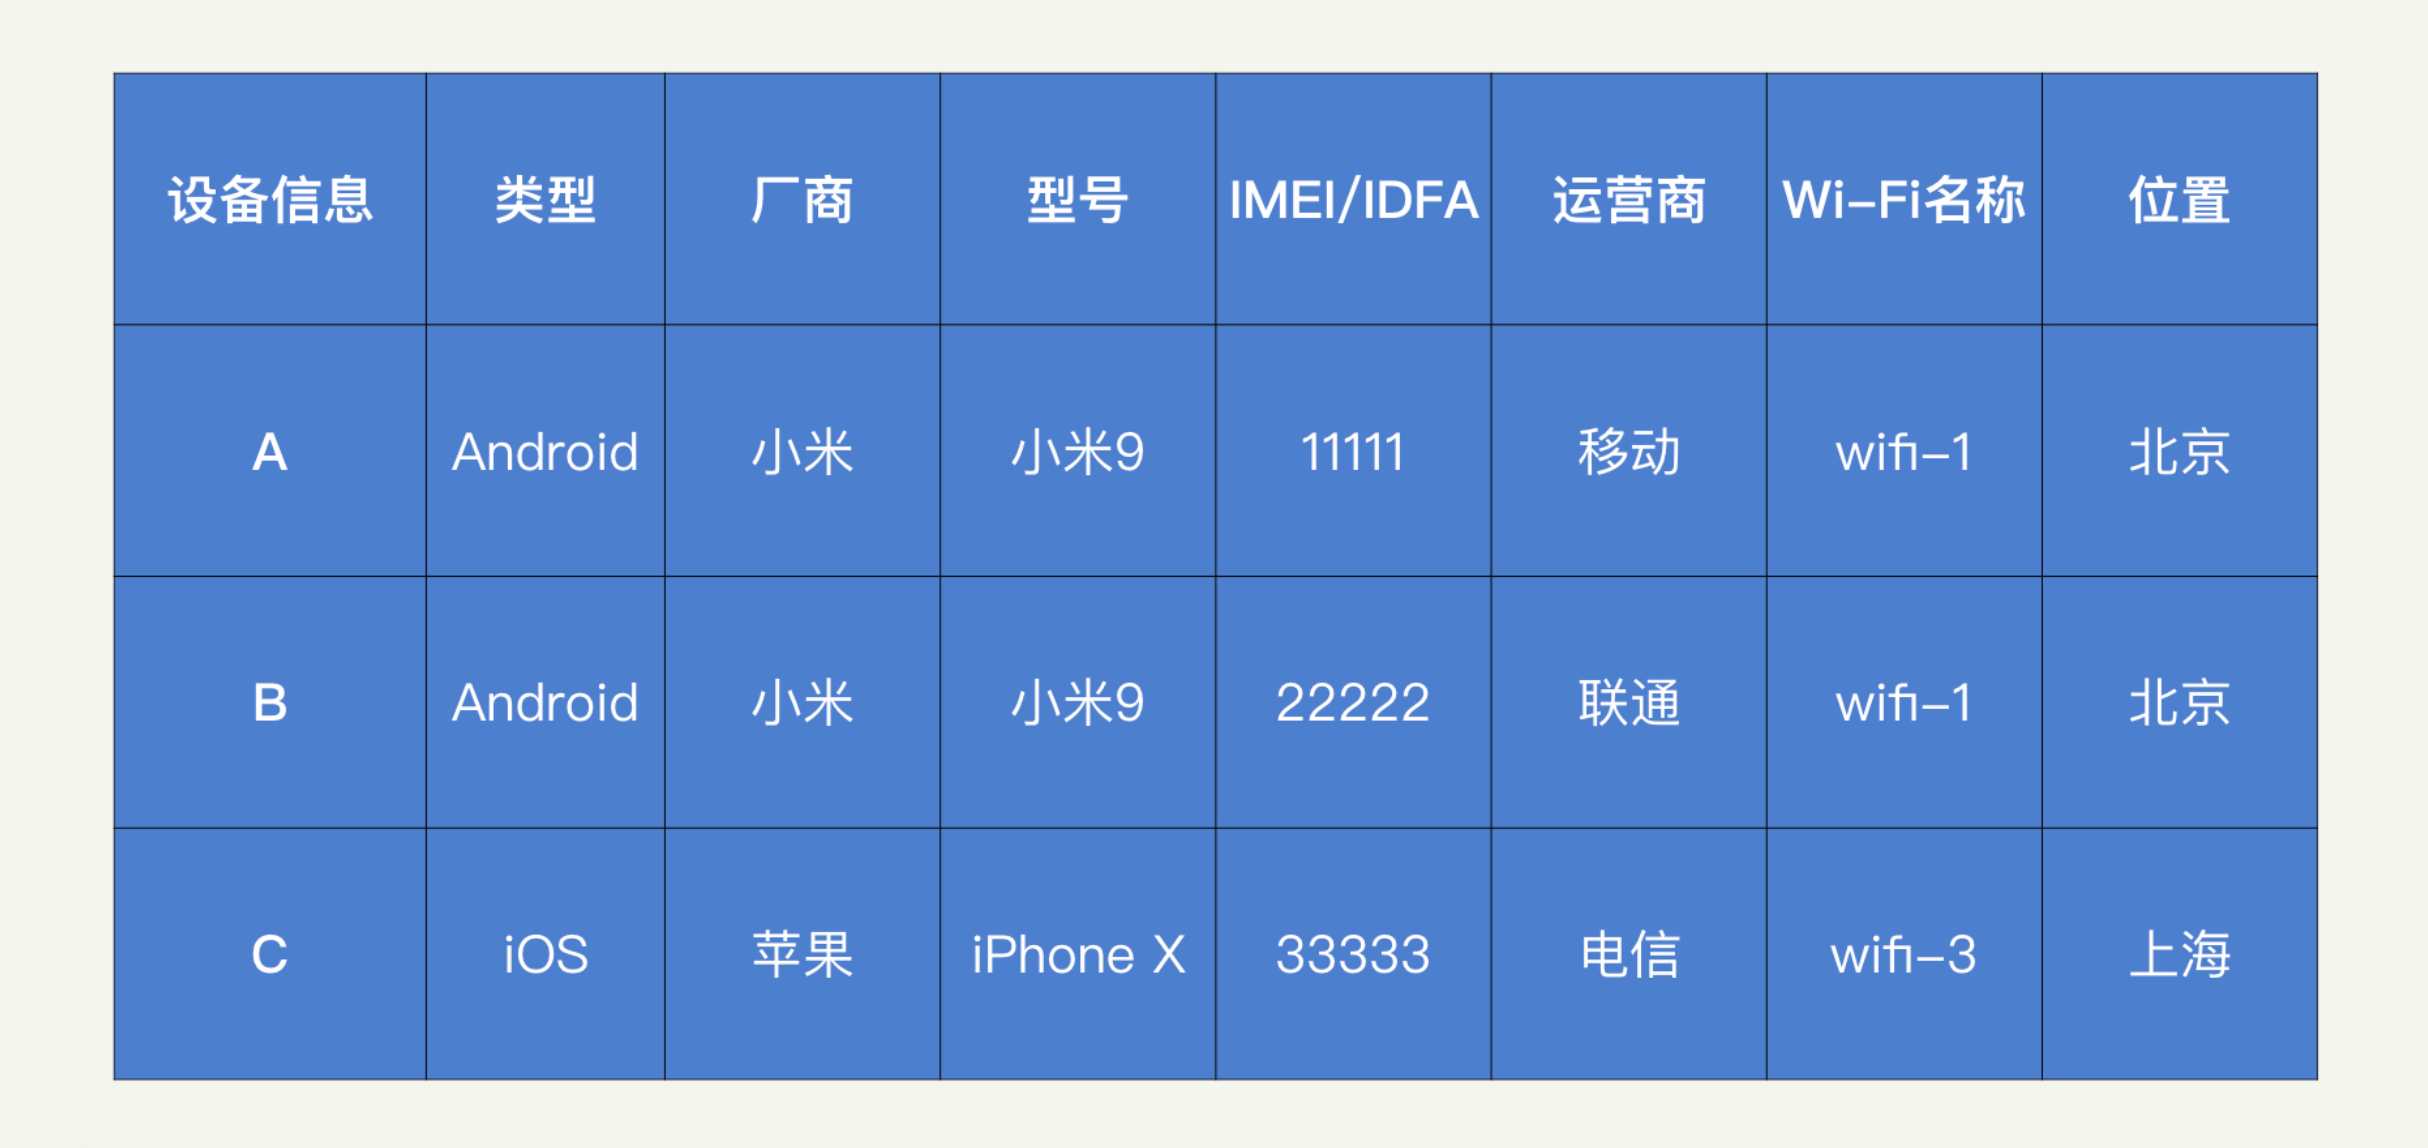 设备信息 类型 厂商 型号 IMEI/IDFA 运营商 Wi-Fi名称 位置
A Android 小米 小米9 11111 移动 wifi-1 北京
B Android 小米 小米9 22222 联通 wifi-1 北京
C iOS 苹果 iPhone X 33333 电信 wifi-3 上海